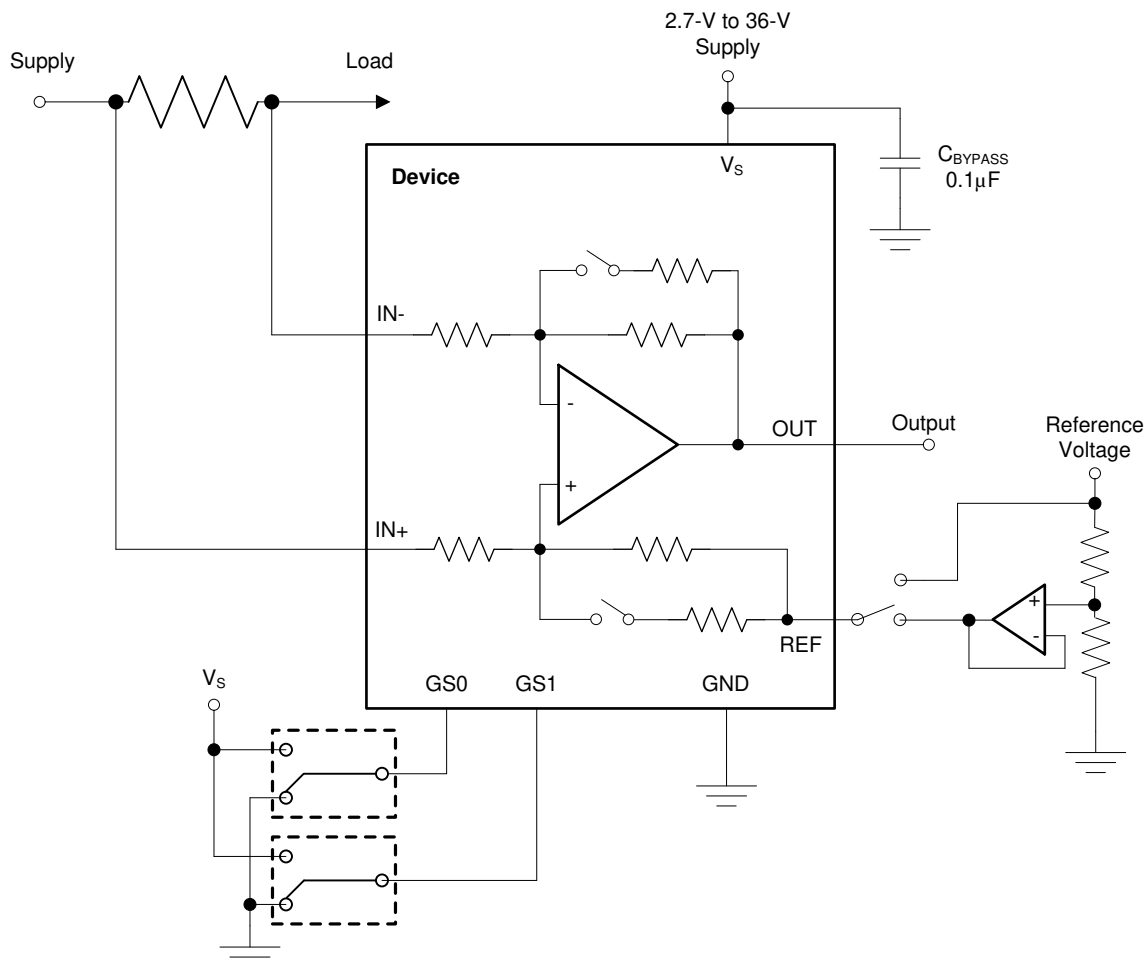 2.7-V to 36-V
Supply
Supply
Load
V_S
C_BYPASS
0.1μF
Device
IN-
-
OUT
Output
Reference
Voltage
+
IN+
+
-
REF
V_S
GS0
GS1
GND